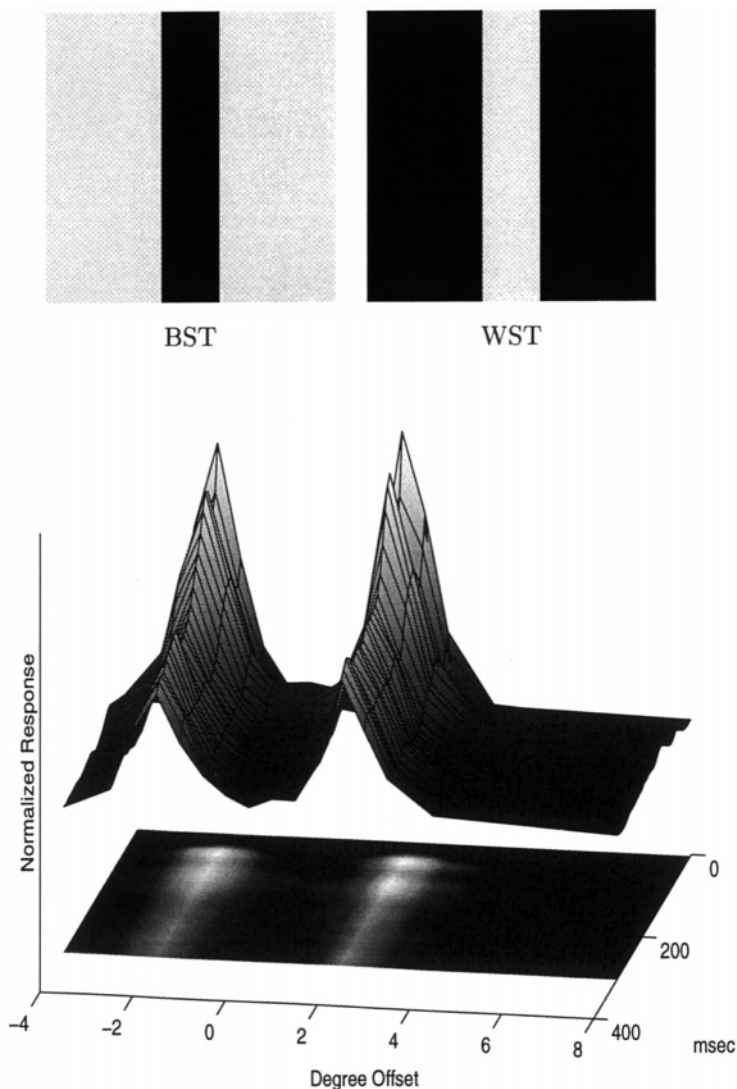 BST WST
Normalized Response
0
200
400
msec
-4 -2 0 2 4 6 8
Degree Offset